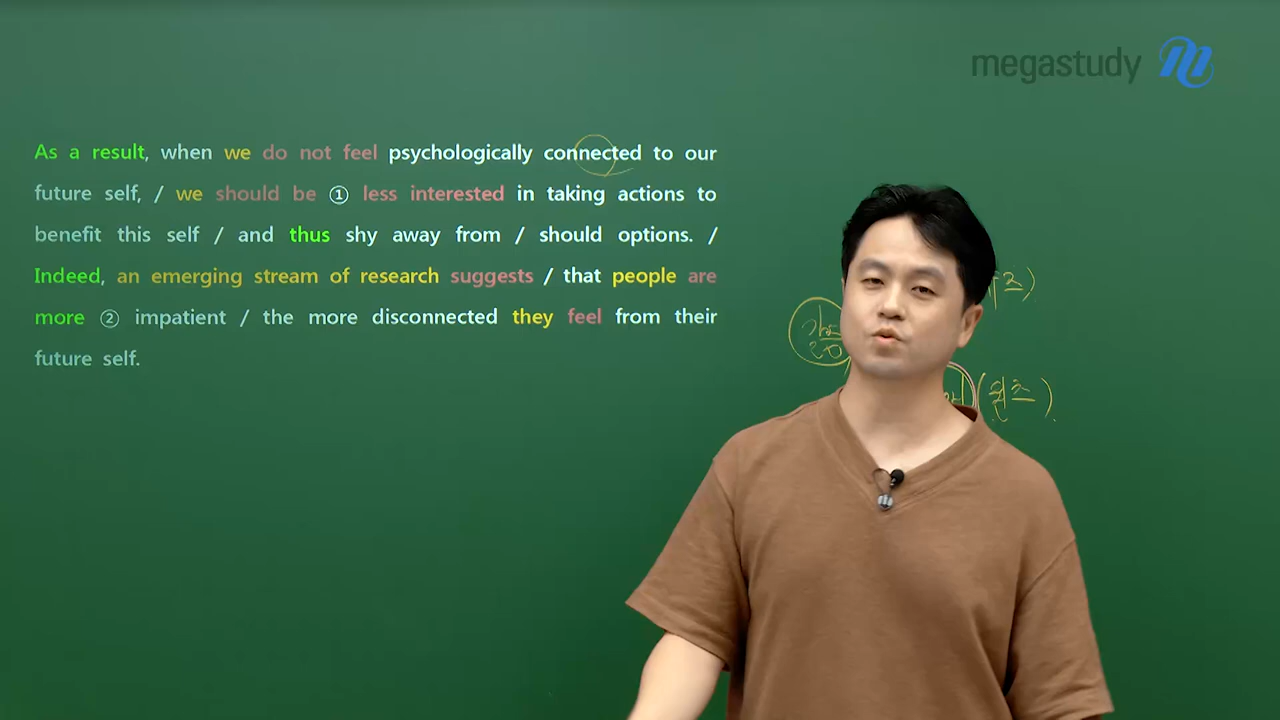 megastudy
As a result, when we do not feel psychologically connected to our
future self, / we should be ① less interested in taking actions to
benefit this self / and thus shy away from / should options. /
Indeed, an emerging stream of research suggests / that people are
more ② impatient / the more disconnected they feel from their
future self.